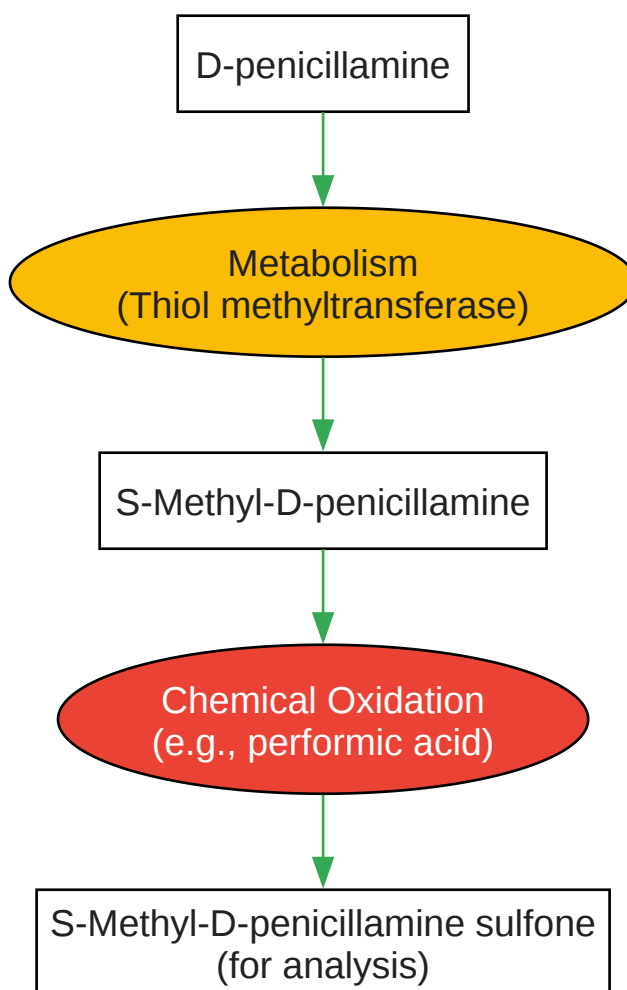 D-penicillamine
Metabolism
(Thiol methyltransferase)
S-Methyl-D-penicillamine
Chemical Oxidation
(e.g., performic acid)
S-Methyl-D-penicillamine sulfone
(for analysis)